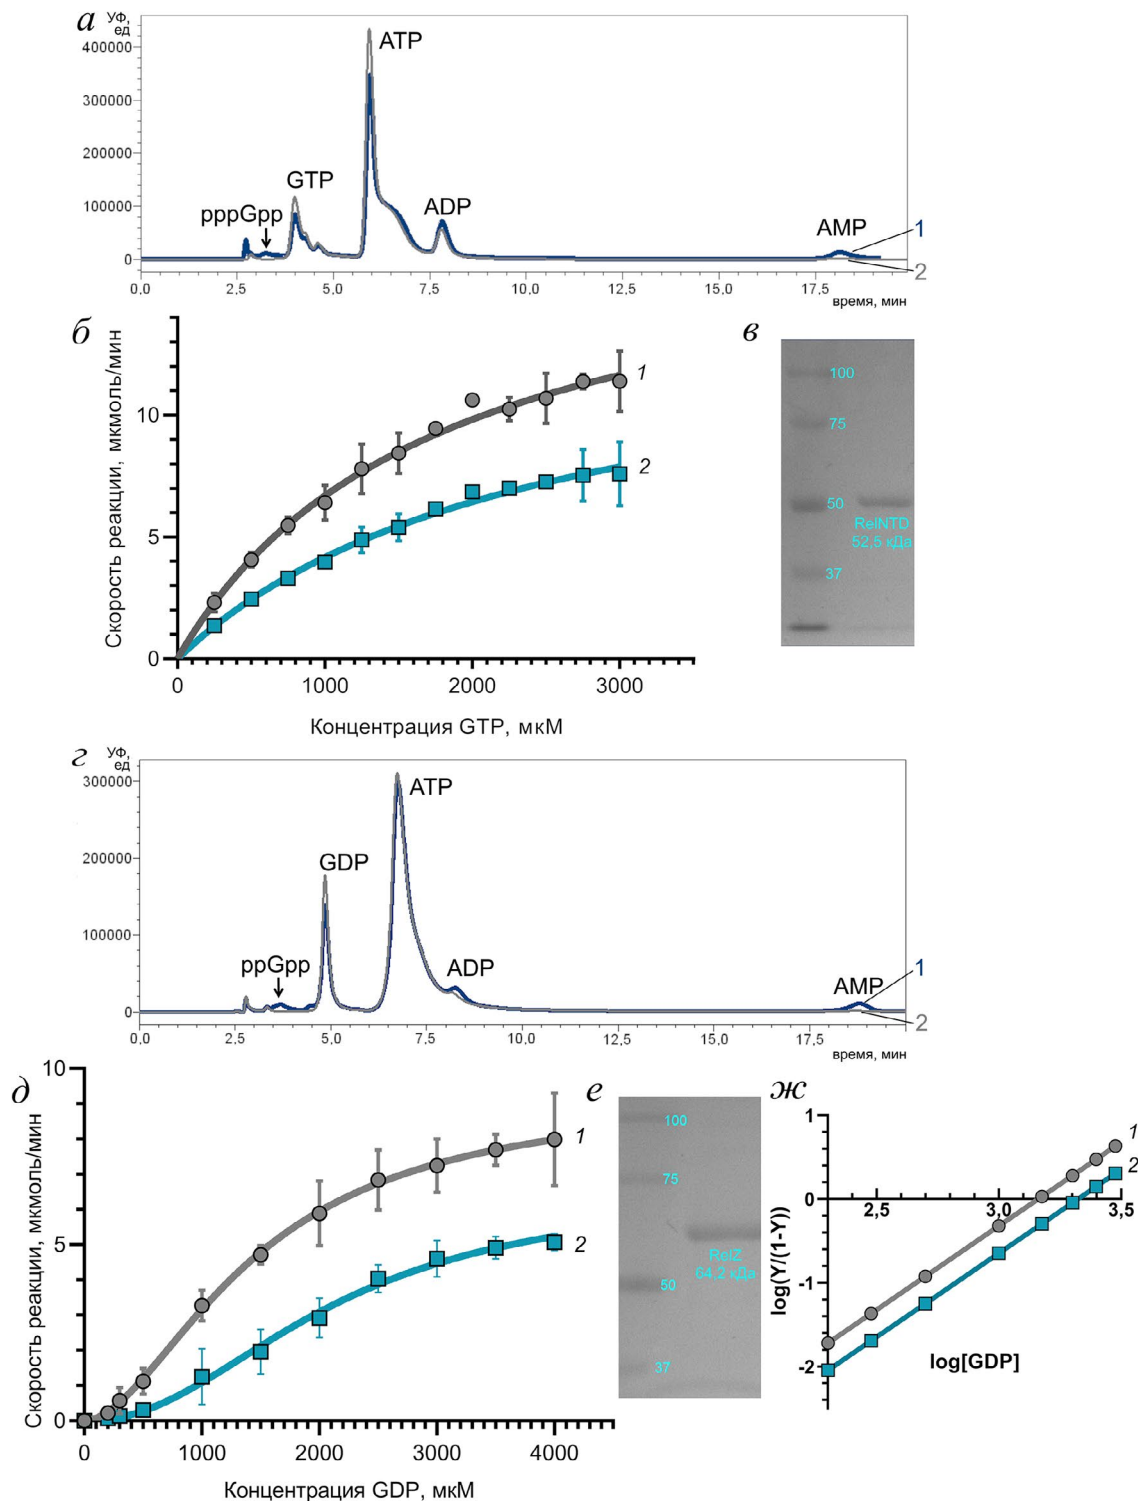 а
УФ,
ед
400000
300000
200000
100000
0
pppGpp
GTP
ATP
ADP
AMP
1
2
0,0
2,5
5,0
7,5
10,0
12,5
15,0
17,5
время, мин
б
Скорость реакции, мкмоль/мин
10
5
0
1
2
0
1000
2000
3000
Концентрация GTP, мкМ
в
100
75
50
RelNTD
52,5 кДа
37
г
УФ,
ед
300000
200000
100000
0
ppGpp
GDP
ATP
ADP
AMP
1
2
0,0
2,5
5,0
7,5
10,0
12,5
15,0
17,5
время, мин
д
Скорость реакции, мкмоль/мин
10
5
0
1
2
0
1000
2000
3000
4000
Концентрация GDP, мкМ
е
100
75
RelZ
64,2 кДа
50
37
ж
log(Y/(1-Y))
1
0
-1
-2
2,5
3,0
3,5
1
2
log[GDP]